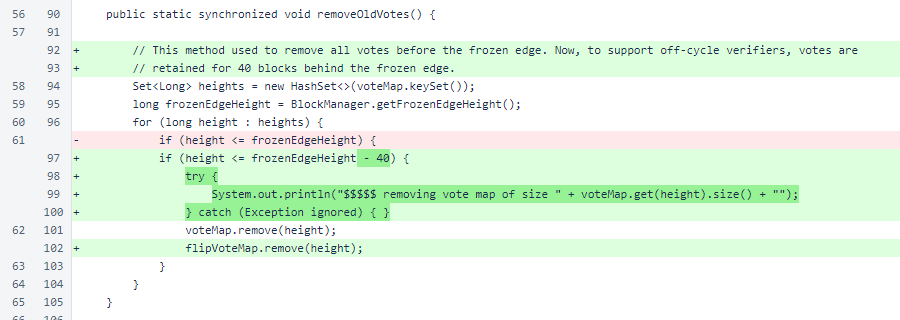 56 90 public static synchronized void removeOldVotes() {
57 91
92 + // This method used to remove all votes before the frozen edge. Now, to support off-cycle verifiers, votes are
93 + // retained for 40 blocks behind the frozen edge.
58 94 Set<Long> heights = new HashSet<>(voteMap.keySet());
59 95 long frozenEdgeHeight = BlockManager.getFrozenEdgeHeight();
60 96 for (long height : heights) {
61 - if (height <= frozenEdgeHeight) {
97 + if (height <= frozenEdgeHeight - 40) {
98 + try {
99 + System.out.println("$$$$$ removing vote map of size " + voteMap.get(height).size() + "");
100 + } catch (Exception ignored) { }
62 101 voteMap.remove(height);
102 + flipVoteMap.remove(height);
63 103 }
64 104 }
65 105 }
66 106